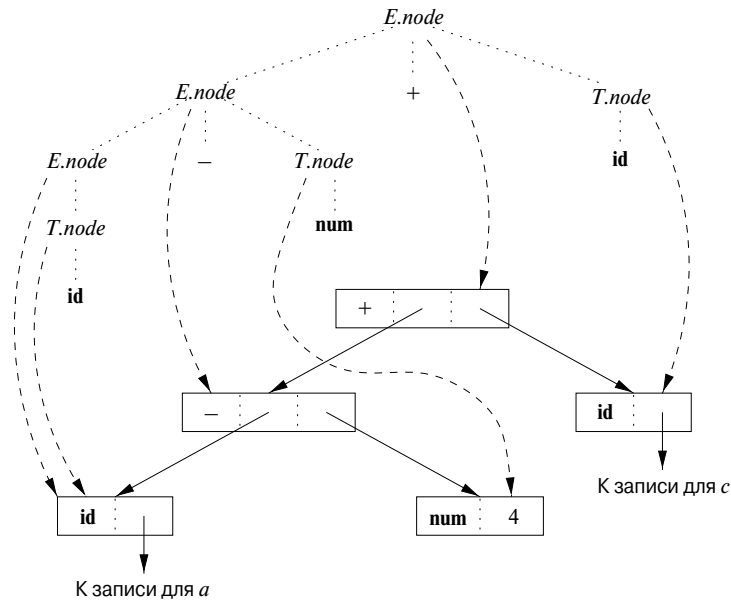 E.node
E.node + T.node
E.node – T.node id
T.node num
id
+
– id
К записи для c
id num 4
К записи для a